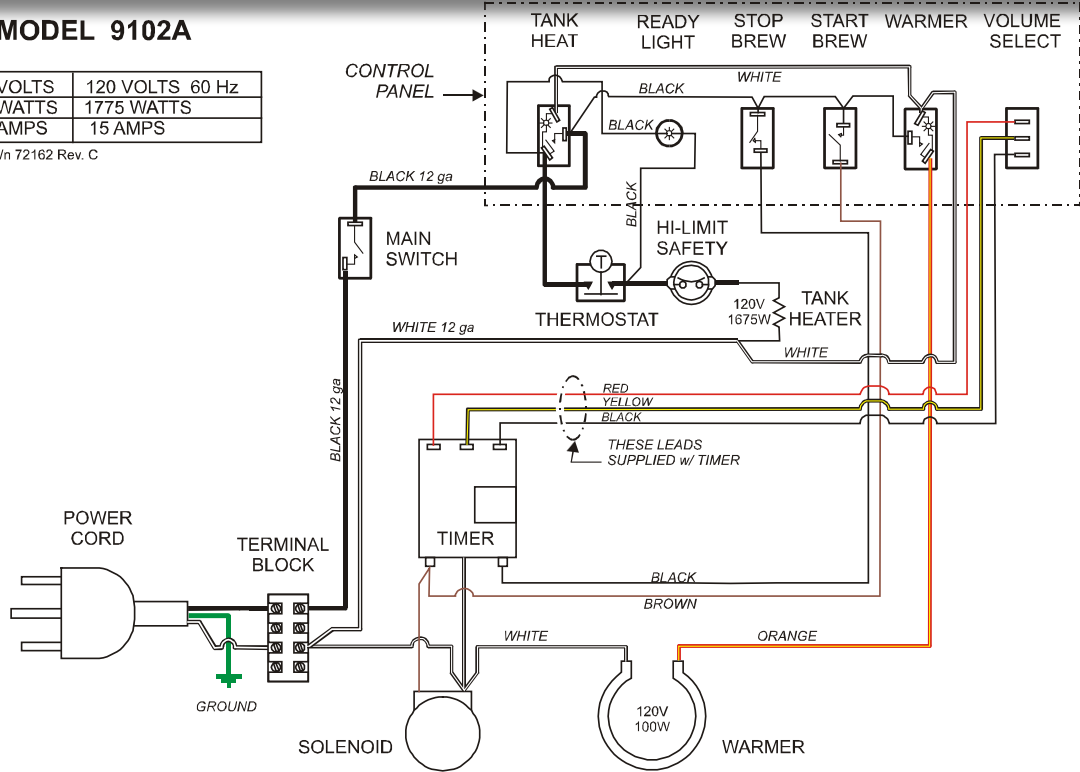 MODEL 9102A
VOLTS 120 VOLTS 60 Hz
WATTS 1775 WATTS
AMPS 15 AMPS
/n 72162 Rev. C
CONTROL
PANEL
TANK
HEAT
READY
LIGHT
STOP
BREW
START
BREW
WARMER
VOLUME
SELECT
WHITE
BLACK
BLACK
BLACK
BLACK 12 ga
MAIN
SWITCH
HI-LIMIT
SAFETY
T
THERMOSTAT
120V
1675W
TANK
HEATER
WHITE 12 ga
WHITE
BLACK 12 ga
RED
YELLOW
BLACK
THESE LEADS
SUPPLIED w/ TIMER
TIMER
POWER
CORD
TERMINAL
BLOCK
BLACK
BROWN
WHITE
ORANGE
GROUND
SOLENOID
120V
100W
WARMER